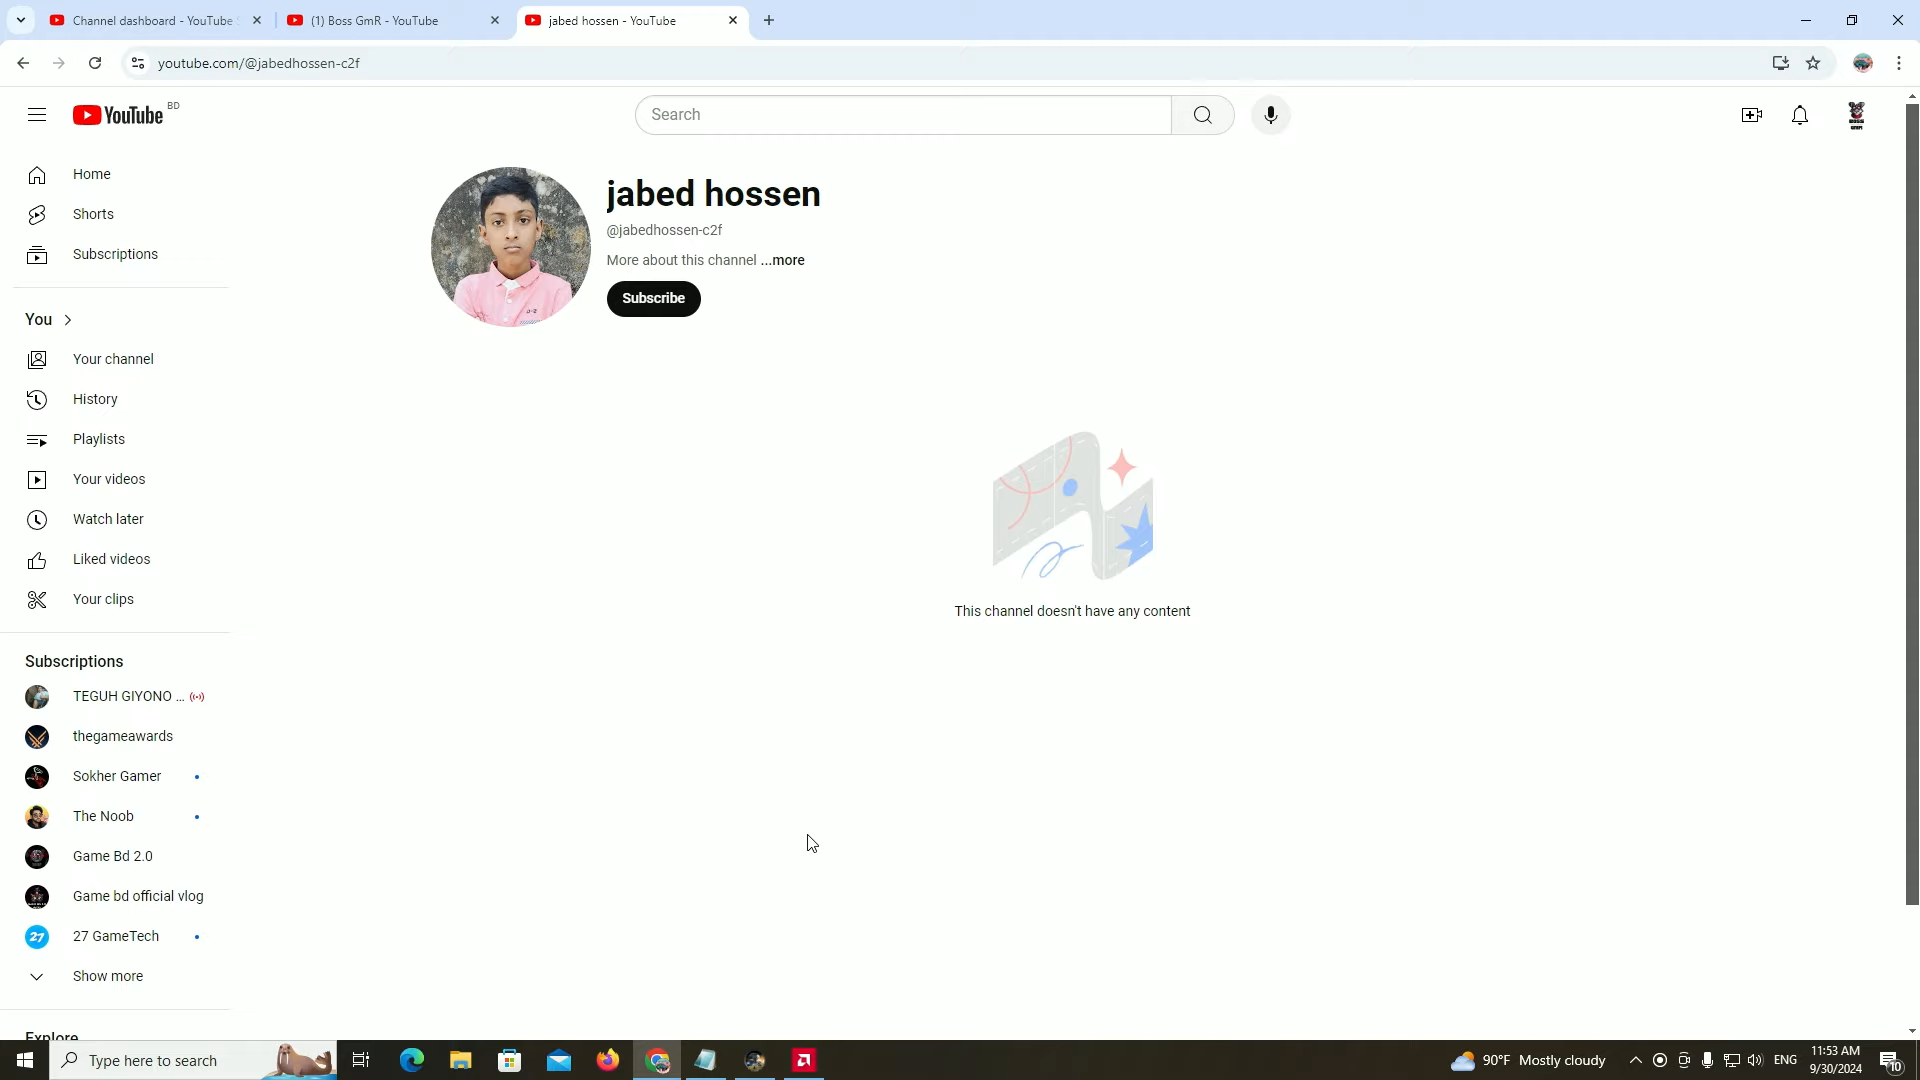 Channel dashboard - YouTube
(1) Boss GmR - YouTube
jabed hossen - YouTube
youtube.com/@jabedhossen-c2f
YouTube BD
Search
Home
Shorts
Subscriptions
You
Your channel
History
Playlists
Your videos
Watch later
Liked videos
Your clips
Subscriptions
TEGUH GIYONO ...
thegameawards
Sokher Gamer
The Noob
Game Bd 2.0
Game bd official vlog
27 GameTech
Show more
Explore
jabed hossen
@jabedhossen-c2f
More about this channel ...more
Subscribe
This channel doesn't have any content
Type here to search
90°F Mostly cloudy
ENG
11:53 AM
9/30/2024
10